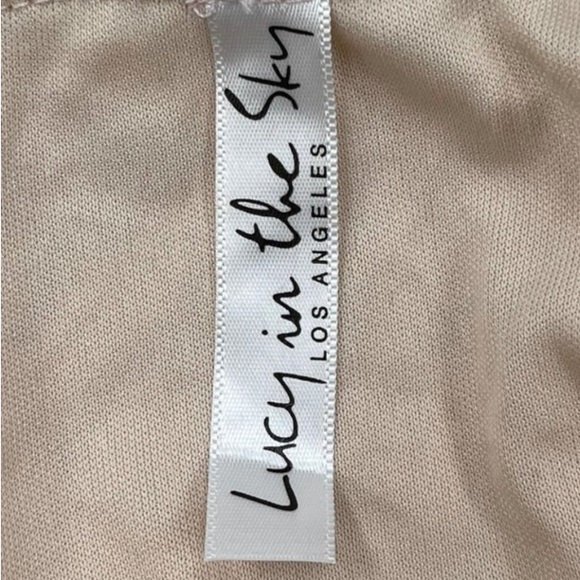 Lucy in the Sky
LOS ANGELES